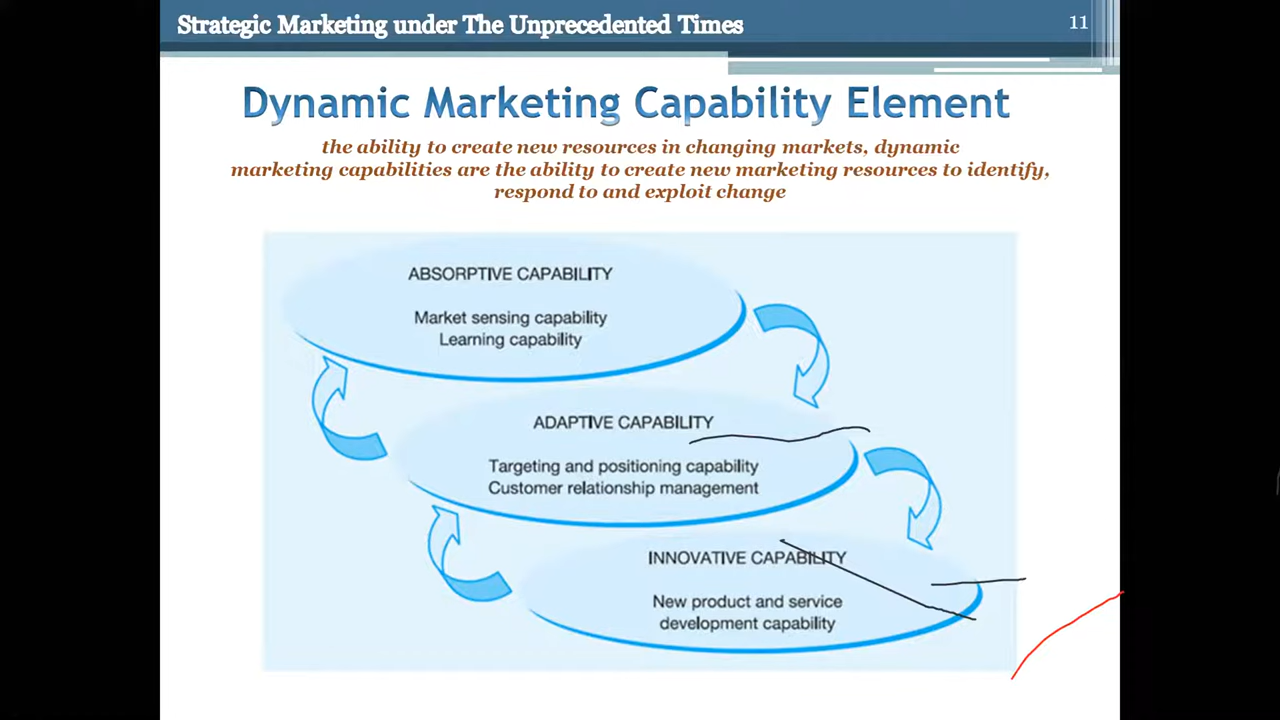 Strategic Marketing under The Unprecedented Times
11
Dynamic Marketing Capability Element
the ability to create new resources in changing markets, dynamic
marketing capabilities are the ability to create new marketing resources to identify,
respond to and exploit change
ABSORPTIVE CAPABILITY
Market sensing capability
Learning capability
ADAPTIVE CAPABILITY
Targeting and positioning capability
Customer relationship management
INNOVATIVE CAPABILITY
New product and service
development capability